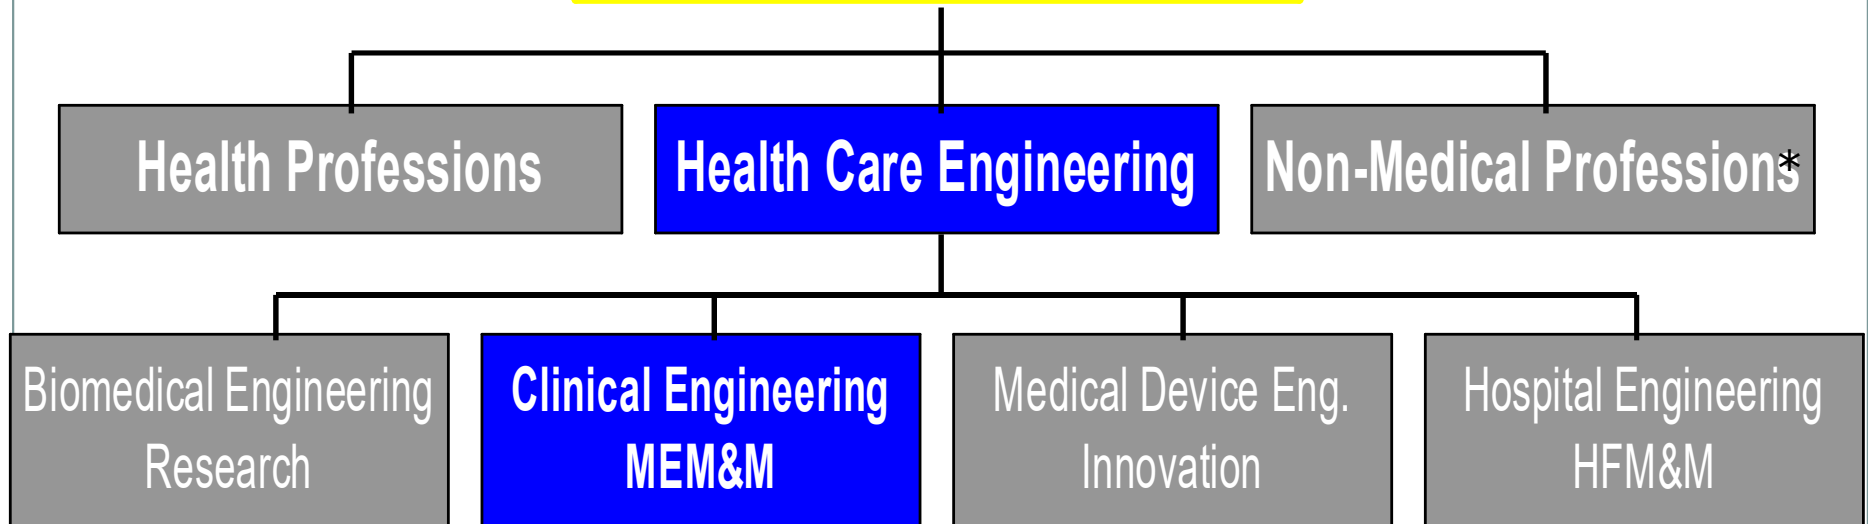 Health Professions
Health Care Engineering
Non-Medical Professions*
Biomedical Engineering
Research
Clinical Engineering
MEM&M
Medical Device Eng.
Innovation
Hospital Engineering
HFM&M